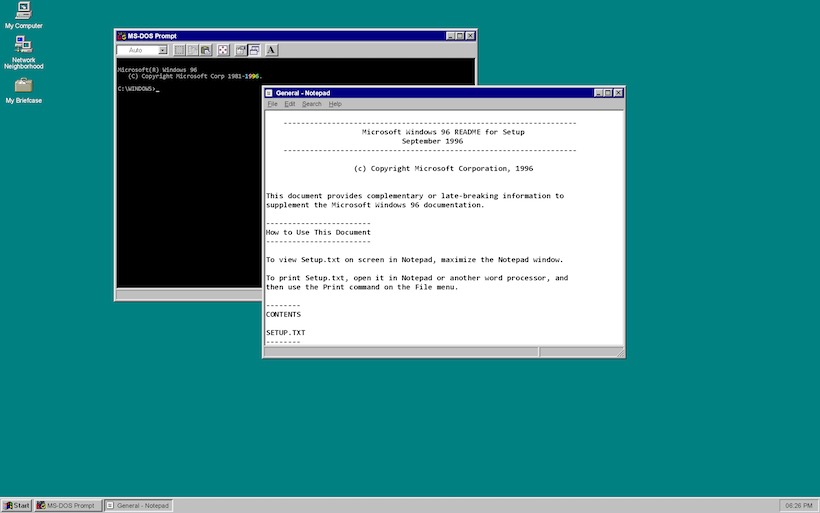 My Computer
Network
Neighborhood
My Briefcase
MS-DOS Prompt
Auto
A
Microsoft(R) Windows 96
(C) Copyright Microsoft Corp 1981-1996.
C:\WINDOWS>_
General - Notepad
File Edit Search Help
-------------------------------------------------------------------
Microsoft Windows 96 README for Setup
September 1996
-------------------------------------------------------------------
(c) Copyright Microsoft Corporation, 1996
This document provides complementary or late-breaking information to
supplement the Microsoft Windows 96 documentation.
------------------------
How to Use This Document
------------------------
To view Setup.txt on screen in Notepad, maximize the Notepad window.
To print Setup.txt, open it in Notepad or another word processor, and
then use the Print command on the File menu.
--------
CONTENTS
SETUP.TXT
--------
Start
MS-DOS Prompt
General - Notepad
06:26 PM